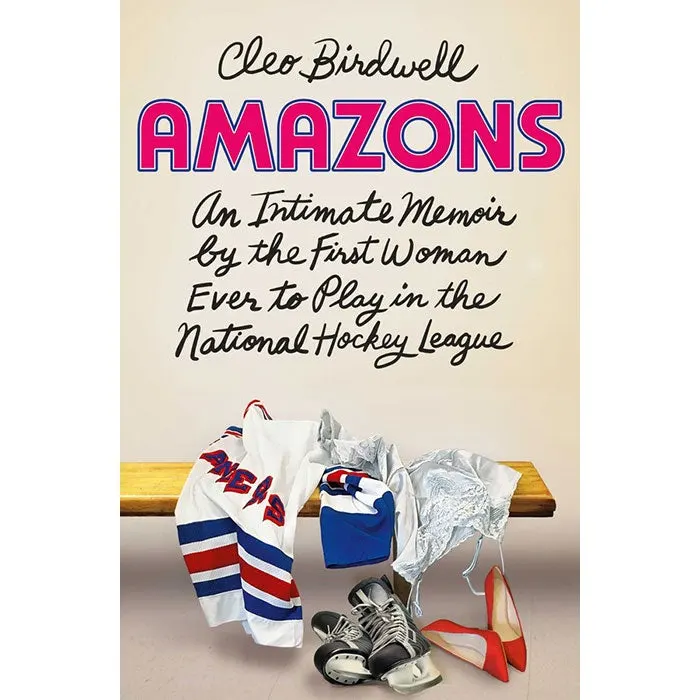 Cleo Birdwell
AMAZONS
An Intimate Memoir
by the First Woman
Ever to Play in the
National Hockey League